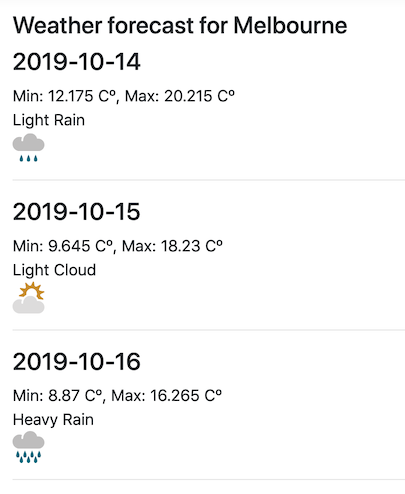 Weather forecast for Melbourne
2019-10-14
Min: 12.175 Cº, Max: 20.215 Cº
Light Rain
2019-10-15
Min: 9.645 Cº, Max: 18.23 Cº
Light Cloud
2019-10-16
Min: 8.87 Cº, Max: 16.265 Cº
Heavy Rain